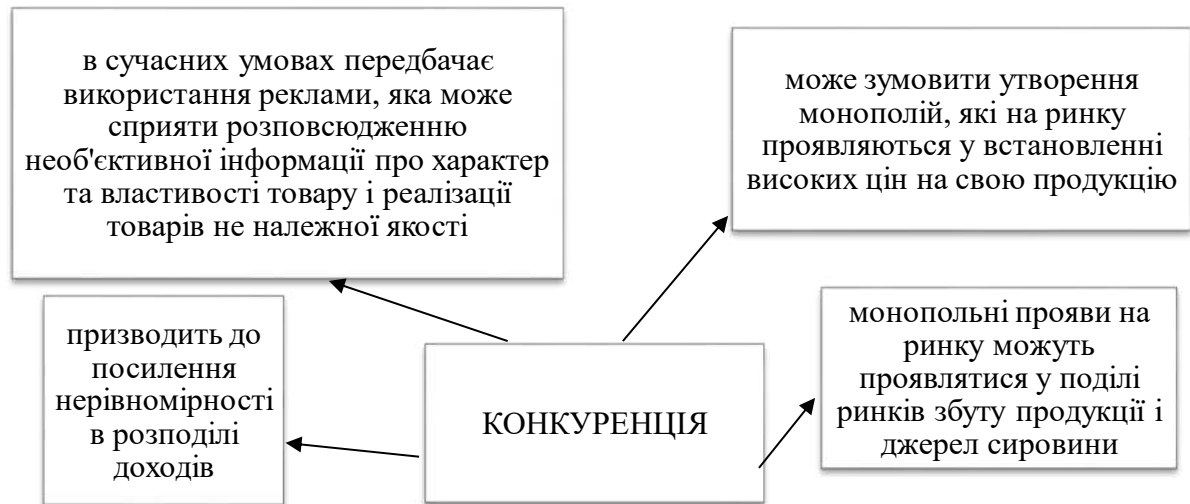 в сучасних умовах передбачає
використання реклами, яка може
сприяти розповсюдженню
необ'єктивної інформації про характер
та властивості товару і реалізації
товарів не належної якості
може зумовити утворення
монополій, які на ринку
проявляються у встановленні
високих цін на свою продукцію
призводить до
посилення
нерівномірності
в розподілі
доходів
КОНКУРЕНЦІЯ
монопольні прояви на
ринку можуть
проявлятися у поділі
ринків збуту продукції і
джерел сировини